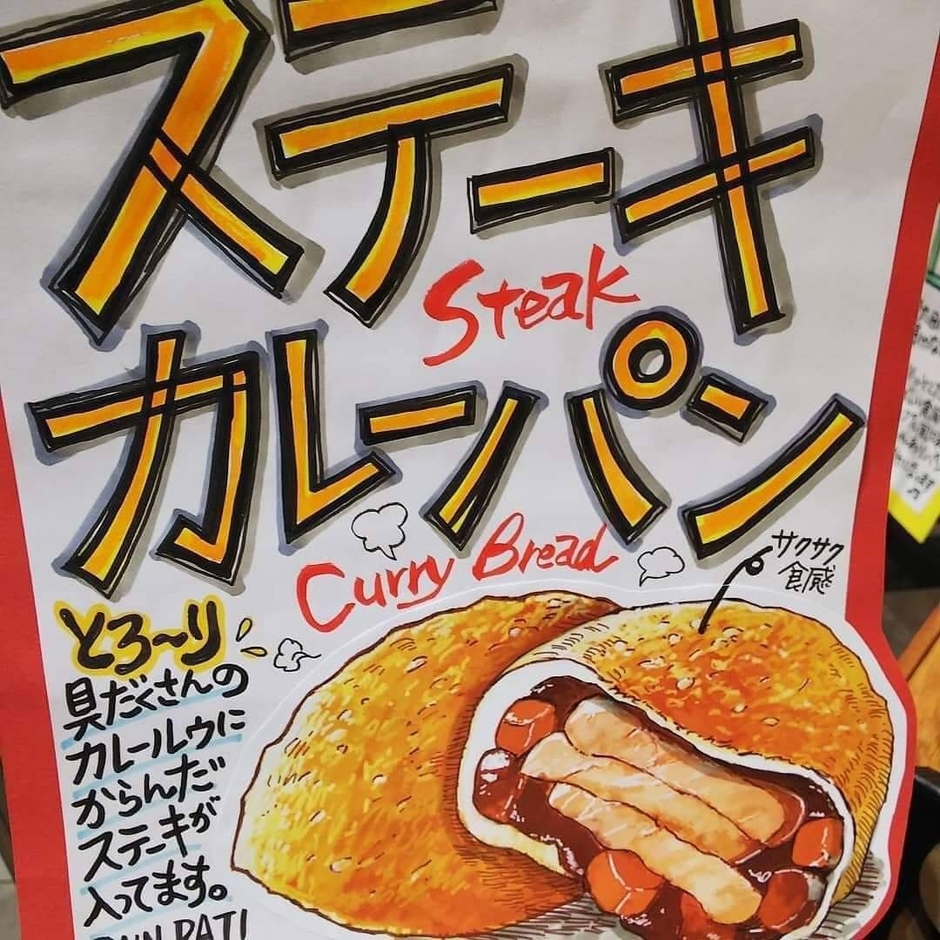 ステーキ
Steak
カレーパン
Curry Bread
サクサク
食感
とろ〜り
具だくさんの
カレールゥに
からんだ
ステーキが
入ってます。